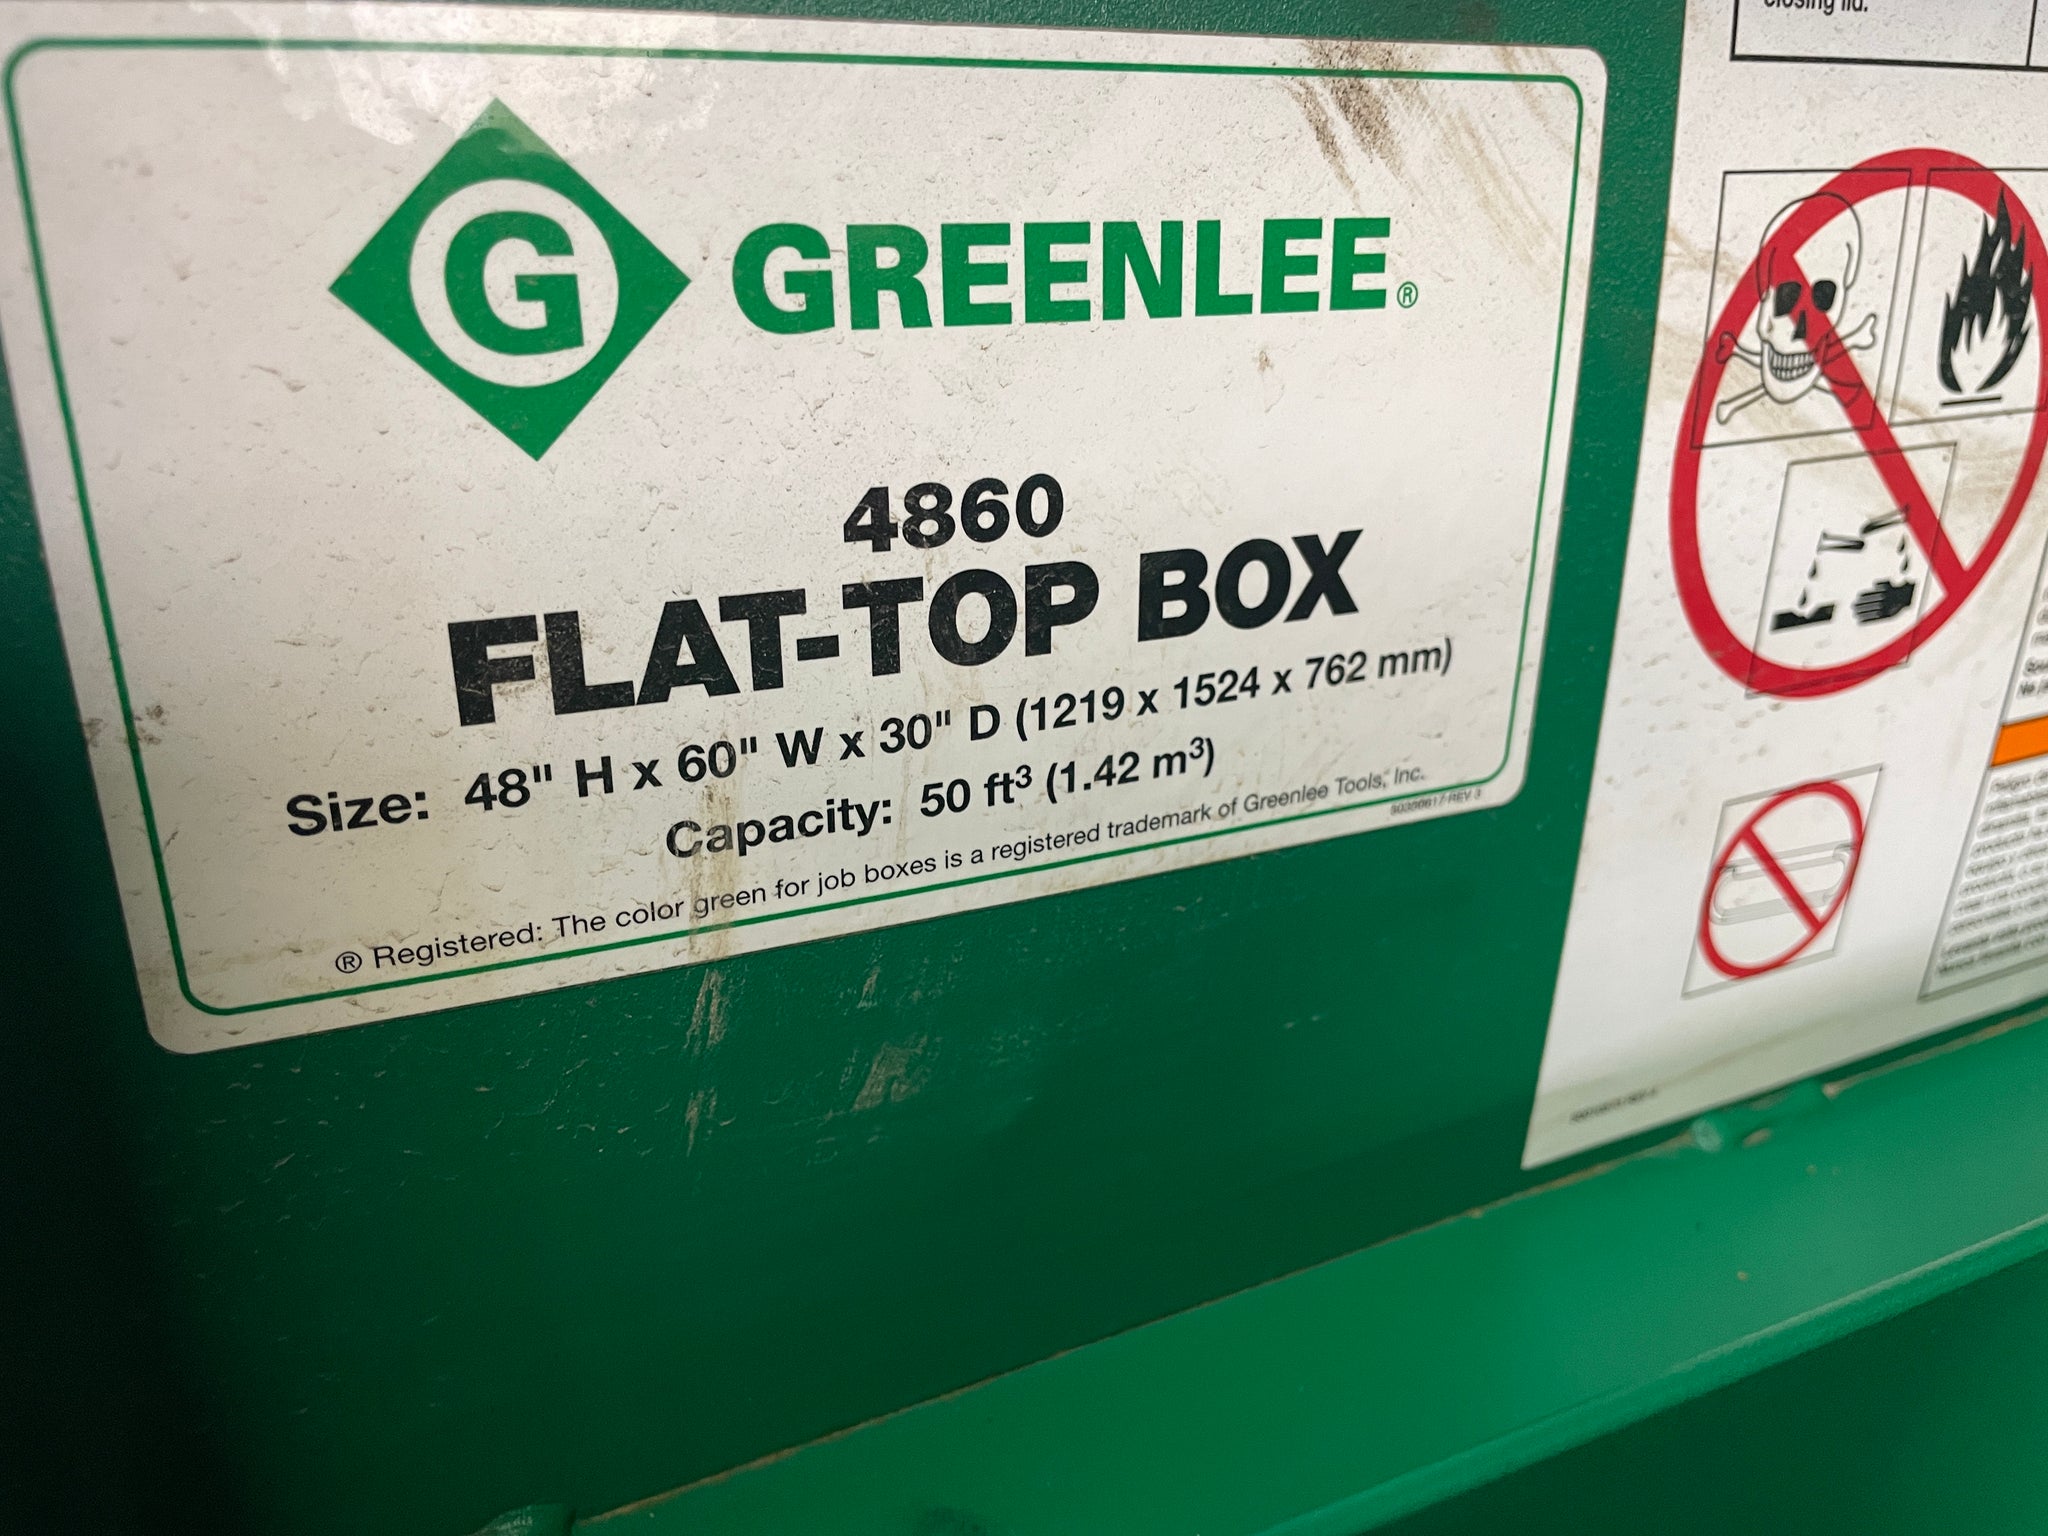 G GREENLEE®
4860
FLAT-TOP BOX
Size: 48" H x 60" W x 30" D (1219 x 1524 x 762 mm)
Capacity: 50 ft³ (1.42 m³)
® Registered: The color green for job boxes is a registered trademark of Greenlee Tools, Inc.
closing lid.